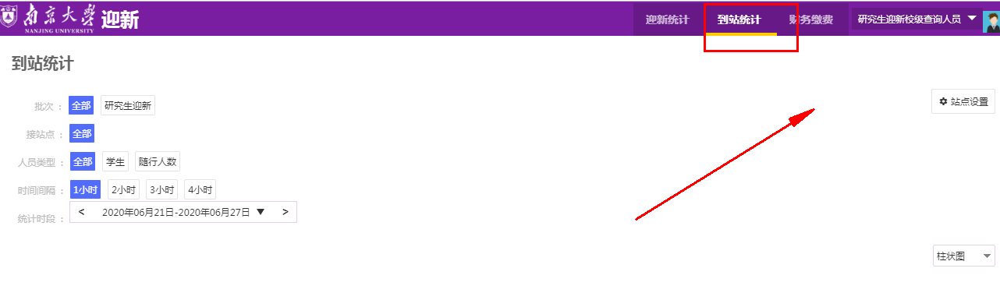 南京大学 迎新 迎新统计 到站统计 财务缴费 研究生迎新校级查询人员
NANJING UNIVERSITY
到站统计
批次 : 全部 研究生迎新 站点设置
接站点 : 全部
人员类型 : 全部 学生 随行人数
时间间隔 : 1小时 2小时 3小时 4小时
统计时段 : < 2020年06月21日-2020年06月27日 ▼ >
柱状图